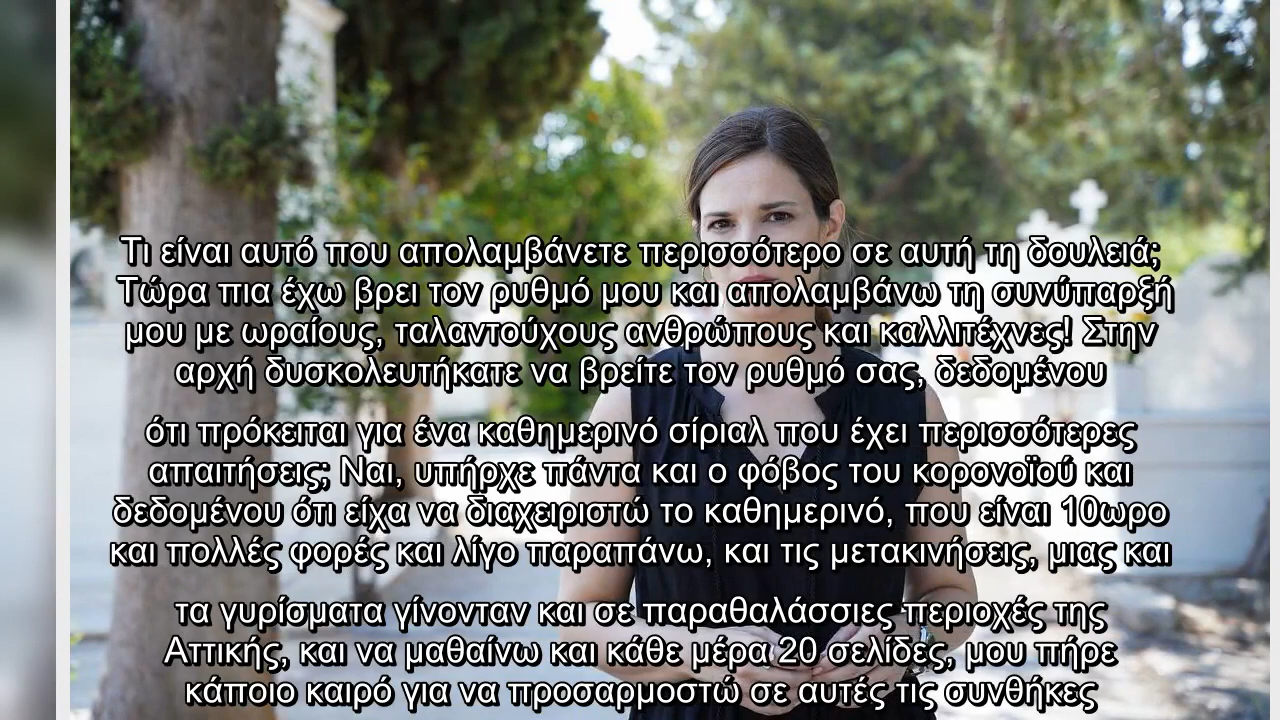 Τι είναι αυτό που απολαμβάνετε περισσότερο σε αυτή τη δουλειά;
Τώρα πια έχω βρει τον ρυθμό μου και απολαμβάνω τη συνύπαρξή
μου με ωραίους, ταλαντούχους ανθρώπους και καλλιτέχνες! Στην
αρχή δυσκολευτήκατε να βρείτε τον ρυθμό σας, δεδομένου
ότι πρόκειται για ένα καθημερινό σίριαλ που έχει περισσότερες
απαιτήσεις; Ναι, υπήρχε πάντα και ο φόβος του κορονοϊού και
δεδομένου ότι είχα να διαχειριστώ το καθημερινό, που είναι 10ωρο
και πολλές φορές και λίγο παραπάνω, και τις μετακινήσεις, μιας και
τα γυρίσματα γίνονταν και σε παραθαλάσσιες περιοχές της
Αττικής, και να μαθαίνω και κάθε μέρα 20 σελίδες, μου πήρε
κάποιο καιρό για να προσαρμοστώ σε αυτές τις συνθήκες